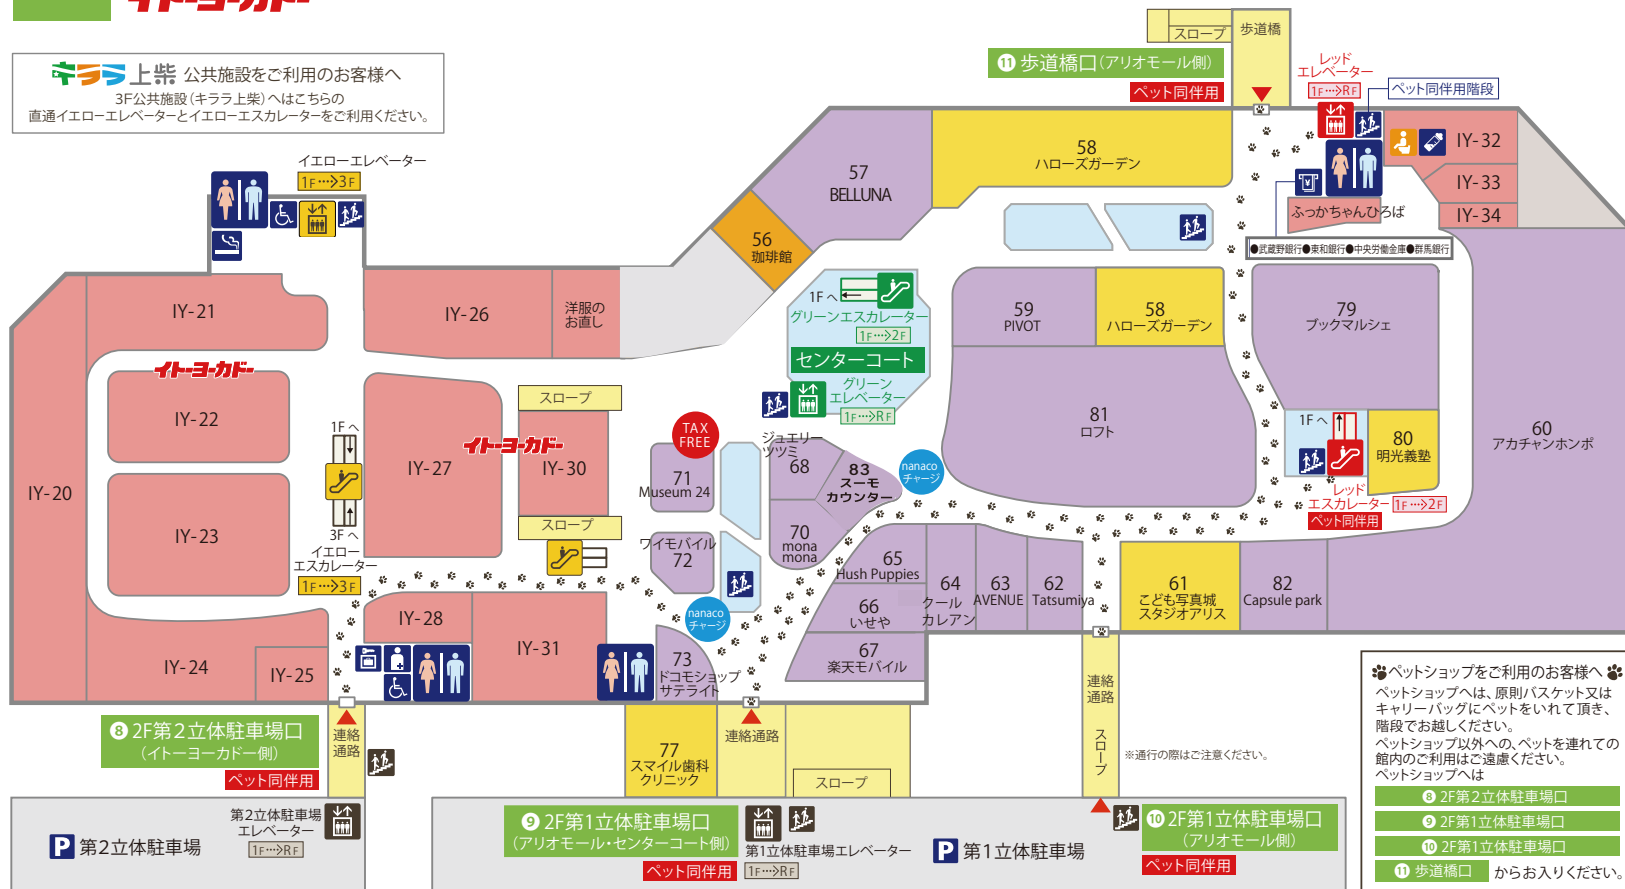 イトーヨーカドー
キララ上柴 公共施設をご利用のお客様へ
3F公共施設(キララ上柴)へはこちらの
直通イエローエレベーターとイエローエスカレーターをご利用ください。
イエローエレベーター
1F…>3F
スロープ
歩道橋
⓫ 歩道橋口(アリオモール側)
ペット同伴用
レッド
エレベーター
1F…>RF
ペット同伴用階段
IY-32
IY-33
IY-34
ふっかちゃんひろば
●武蔵野銀行●東和銀行●中央労働金庫●群馬銀行
58
ハローズガーデン
57
BELLUNA
56
珈琲館
IY-21
IY-26
洋服の
お直し
1Fへ
グリーンエスカレーター
1F…>2F
センターコート
グリーン
エレベーター
1F…>RF
59
PIVOT
58
ハローズガーデン
79
ブックマルシェ
60
アカチャンホンポ
イトーヨーカドー
IY-22
IY-27
イトーヨーカドー
スロープ
IY-30
スロープ
TAX
FREE
71
Museum 24
ジュエリー
ツツミ
68
83
スーモ
カウンター
nanaco
チャージ
81
ロフト
1Fへ
80
明光義塾
レッド
エスカレーター
1F…>2F
ペット同伴用
IY-20
IY-23
1Fへ
3Fへ
イエロー
エスカレーター
1F…>3F
ワイモバイル
72
70
mona
mona
65
Hush Puppies
66
いせや
67
楽天モバイル
64
クール
カレアン
63
AVENUE
62
Tatsumiya
61
こども写真城
スタジオアリス
82
Capsule park
nanaco
チャージ
IY-28
IY-31
IY-24
IY-25
73
ドコモショップ
サテライト
❽ 2F第2立体駐車場口
(イトーヨーカドー側)
ペット同伴用
連絡
通路
77
スマイル歯科
クリニック
連絡通路
スロープ
連絡
通路
スロープ
※通行の際はご注意ください。
P 第2立体駐車場
第2立体駐車場
エレベーター
1F…>RF
❾ 2F第1立体駐車場口
(アリオモール・センターコート側)
ペット同伴用
第1立体駐車場エレベーター
1F…>RF
P 第1立体駐車場
❿ 2F第1立体駐車場口
(アリオモール側)
ペット同伴用
ペットショップをご利用のお客様へ
ペットショップへは、原則バスケット又は
キャリーバッグにペットをいれて頂き、
階段でお越しください。
ペットショップ以外への、ペットを連れての
館内のご利用はご遠慮ください。
ペットショップへは
❽ 2F第2立体駐車場口
❾ 2F第1立体駐車場口
❿ 2F第1立体駐車場口
⓫ 歩道橋口 からお入りください。